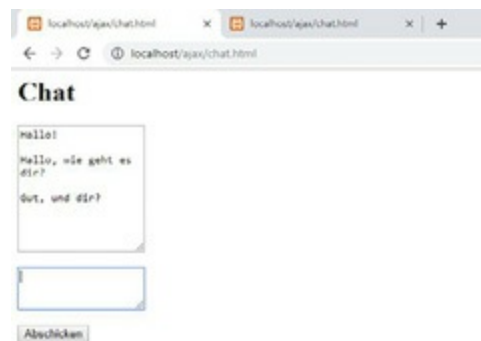 localhost/ajax/chat.html
localhost/ajax/chat.html
localhost/ajax/chat.html
Chat
Hallo!
Hallo, wie geht es
dir?
Gut, und dir?
Abschicken